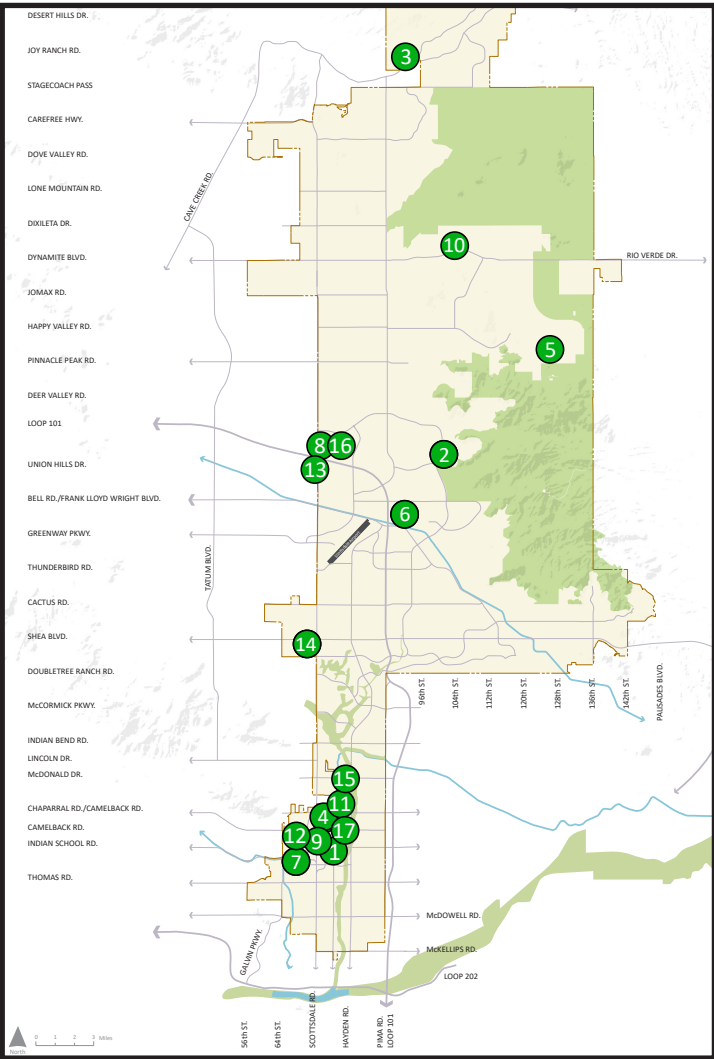 DESERT HILLS DR.
JOY RANCH RD.
3
STAGECOACH PASS
CAREFREE HWY.
DOVE VALLEY RD.
LONE MOUNTAIN RD.
CAVE CREEK RD.
DIXILETA DR.
10
DYNAMITE BLVD.
RIO VERDE DR.
JOMAX RD.
HAPPY VALLEY RD.
5
PINNACLE PEAK RD.
DEER VALLEY RD.
LOOP 101
8
16
2
UNION HILLS DR.
13
BELL RD./FRANK LLOYD WRIGHT BLVD.
6
GREENWAY PKWY.
THUNDERBIRD RD.
TATUM BLVD.
CACTUS RD.
SHEA BLVD.
14
DOUBLETREE RANCH RD.
96th ST.
104th ST.
112th ST.
120th ST.
128th ST.
136th ST.
142th ST.
PALISADES BLVD.
McCORMICK PKWY.
INDIAN BEND RD.
LINCOLN DR.
McDONALD DR.
15
CHAPARRAL RD./CAMELBACK RD.
11
4
CAMELBACK RD.
17
12
9
INDIAN SCHOOL RD.
1
7
THOMAS RD.
McDOWELL RD.
McKELLIPS RD.
GALVIN PKWY.
LOOP 202
56th ST.
64th ST.
SCOTTSDALE RD.
HAYDEN RD.
PIMA RD.
LOOP 101
North
0 1 2 3 Miles